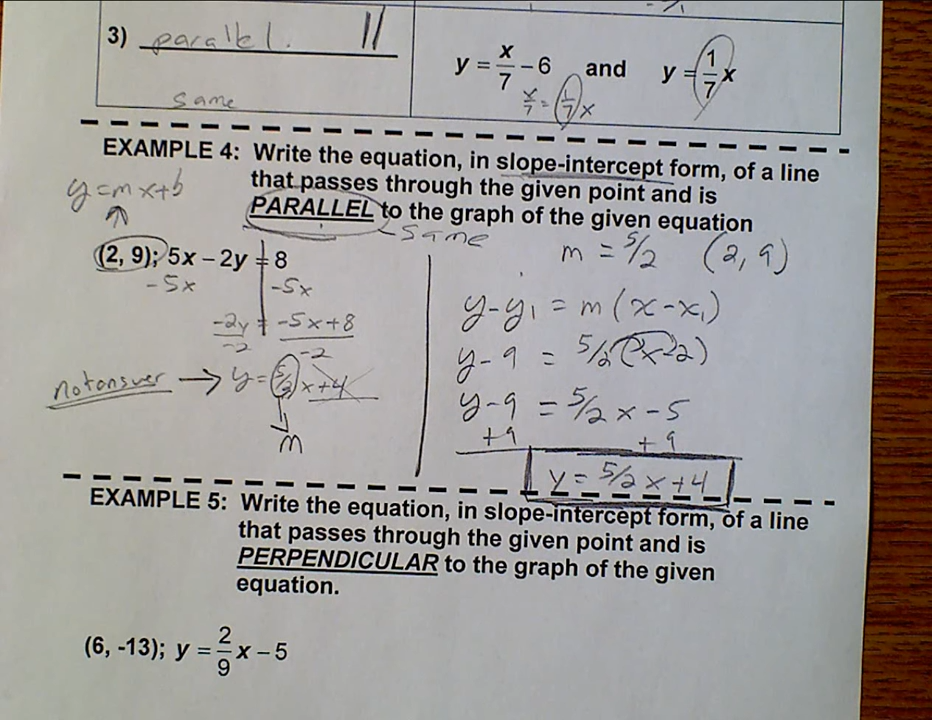 3) parallel. ||
same
y = x/7 - 6 and y = 1/7 x
x/7 = 1/7 x
EXAMPLE 4: Write the equation, in slope-intercept form, of a line
that passes through the given point and is
PARALLEL to the graph of the given equation
y = mx+b
same
(2, 9); 5x – 2y = 8
-5x -5x
-2y = -5x+8
-2 -2
not answer → y = 5/2 x +4
m
m = 5/2 (2, 9)
y-y₁ = m(x-x₁)
y-9 = 5/2(x-2)
y-9 = 5/2 x -5
+9 +9
y = 5/2 x +4
EXAMPLE 5: Write the equation, in slope-intercept form, of a line
that passes through the given point and is
PERPENDICULAR to the graph of the given
equation.
(6, -13); y = 2/9 x – 5